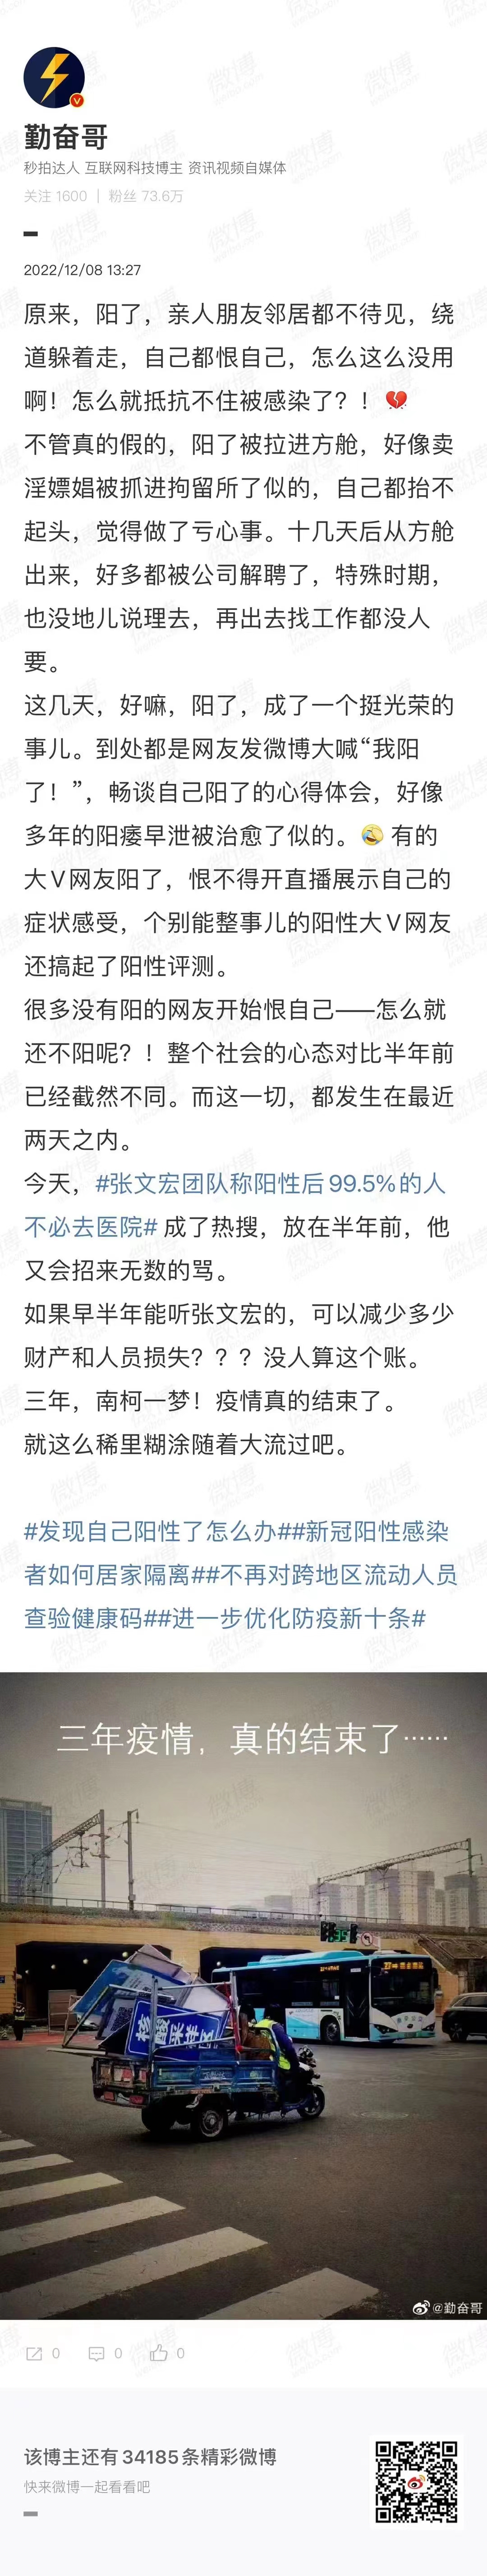 勤奋哥
秒拍达人 互联网科技博主 资讯视频自媒体
关注 1600 | 粉丝 73.6万
2022/12/08 13:27
原来，阳了，亲人朋友邻居都不待见，绕
道躲着走，自己都恨自己，怎么这么没用
啊！怎么就抵抗不住被感染了？！💔
不管真的假的，阳了被拉进方舱，好像卖
淫嫖娼被抓进拘留所了似的，自己都抬不
起头，觉得做了亏心事。十几天后从方舱
出来，好多都被公司解聘了，特殊时期，
也没地儿说理去，再出去找工作都没人
要。
这几天，好嘛，阳了，成了一个挺光荣的
事儿。到处都是网友发微博大喊“我阳
了！”，畅谈自己阳了的心得体会，好像
多年的阳痿早泄被治愈了似的。🤣 有的
大V网友阳了，恨不得开直播展示自己的
症状感受，个别能整事儿的阳性大V网友
还搞起了阳性评测。
很多没有阳的网友开始恨自己——怎么就
还不阳呢？！整个社会的心态对比半年前
已经截然不同。而这一切，都发生在最近
两天之内。
今天，#张文宏团队称阳性后99.5%的人
不必去医院# 成了热搜，放在半年前，他
又会招来无数的骂。
如果早半年能听张文宏的，可以减少多少
财产和人员损失？？？没人算这个账。
三年，南柯一梦！疫情真的结束了。
就这么稀里糊涂随着大流过吧。
#发现自己阳性了怎么办##新冠阳性感染
者如何居家隔离##不再对跨地区流动人员
查验健康码##进一步优化防疫新十条#
三年疫情，真的结束了……
核酸采样区
@勤奋哥
0 0 0
该博主还有34185条精彩微博
快来微博一起看看吧